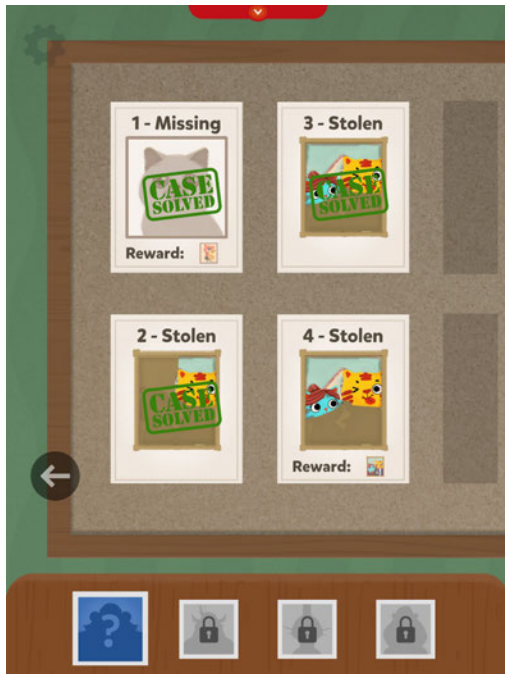 1 - Missing
CASE
SOLVED
Reward:
3 - Stolen
CASE
SOLVED
2 - Stolen
CASE
SOLVED
4 - Stolen
Reward:
?